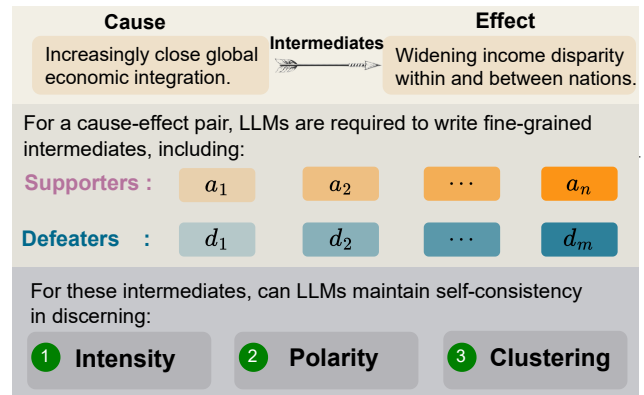 Cause
Effect
Increasingly close global
economic integration.
Intermediates
Widening income disparity
within and between nations.
For a cause-effect pair, LLMs are required to write fine-grained
intermediates, including:
Supporters : a1 a2 ··· an
Defeaters : d1 d2 ··· dm
For these intermediates, can LLMs maintain self-consistency
in discerning:
1 Intensity 2 Polarity 3 Clustering